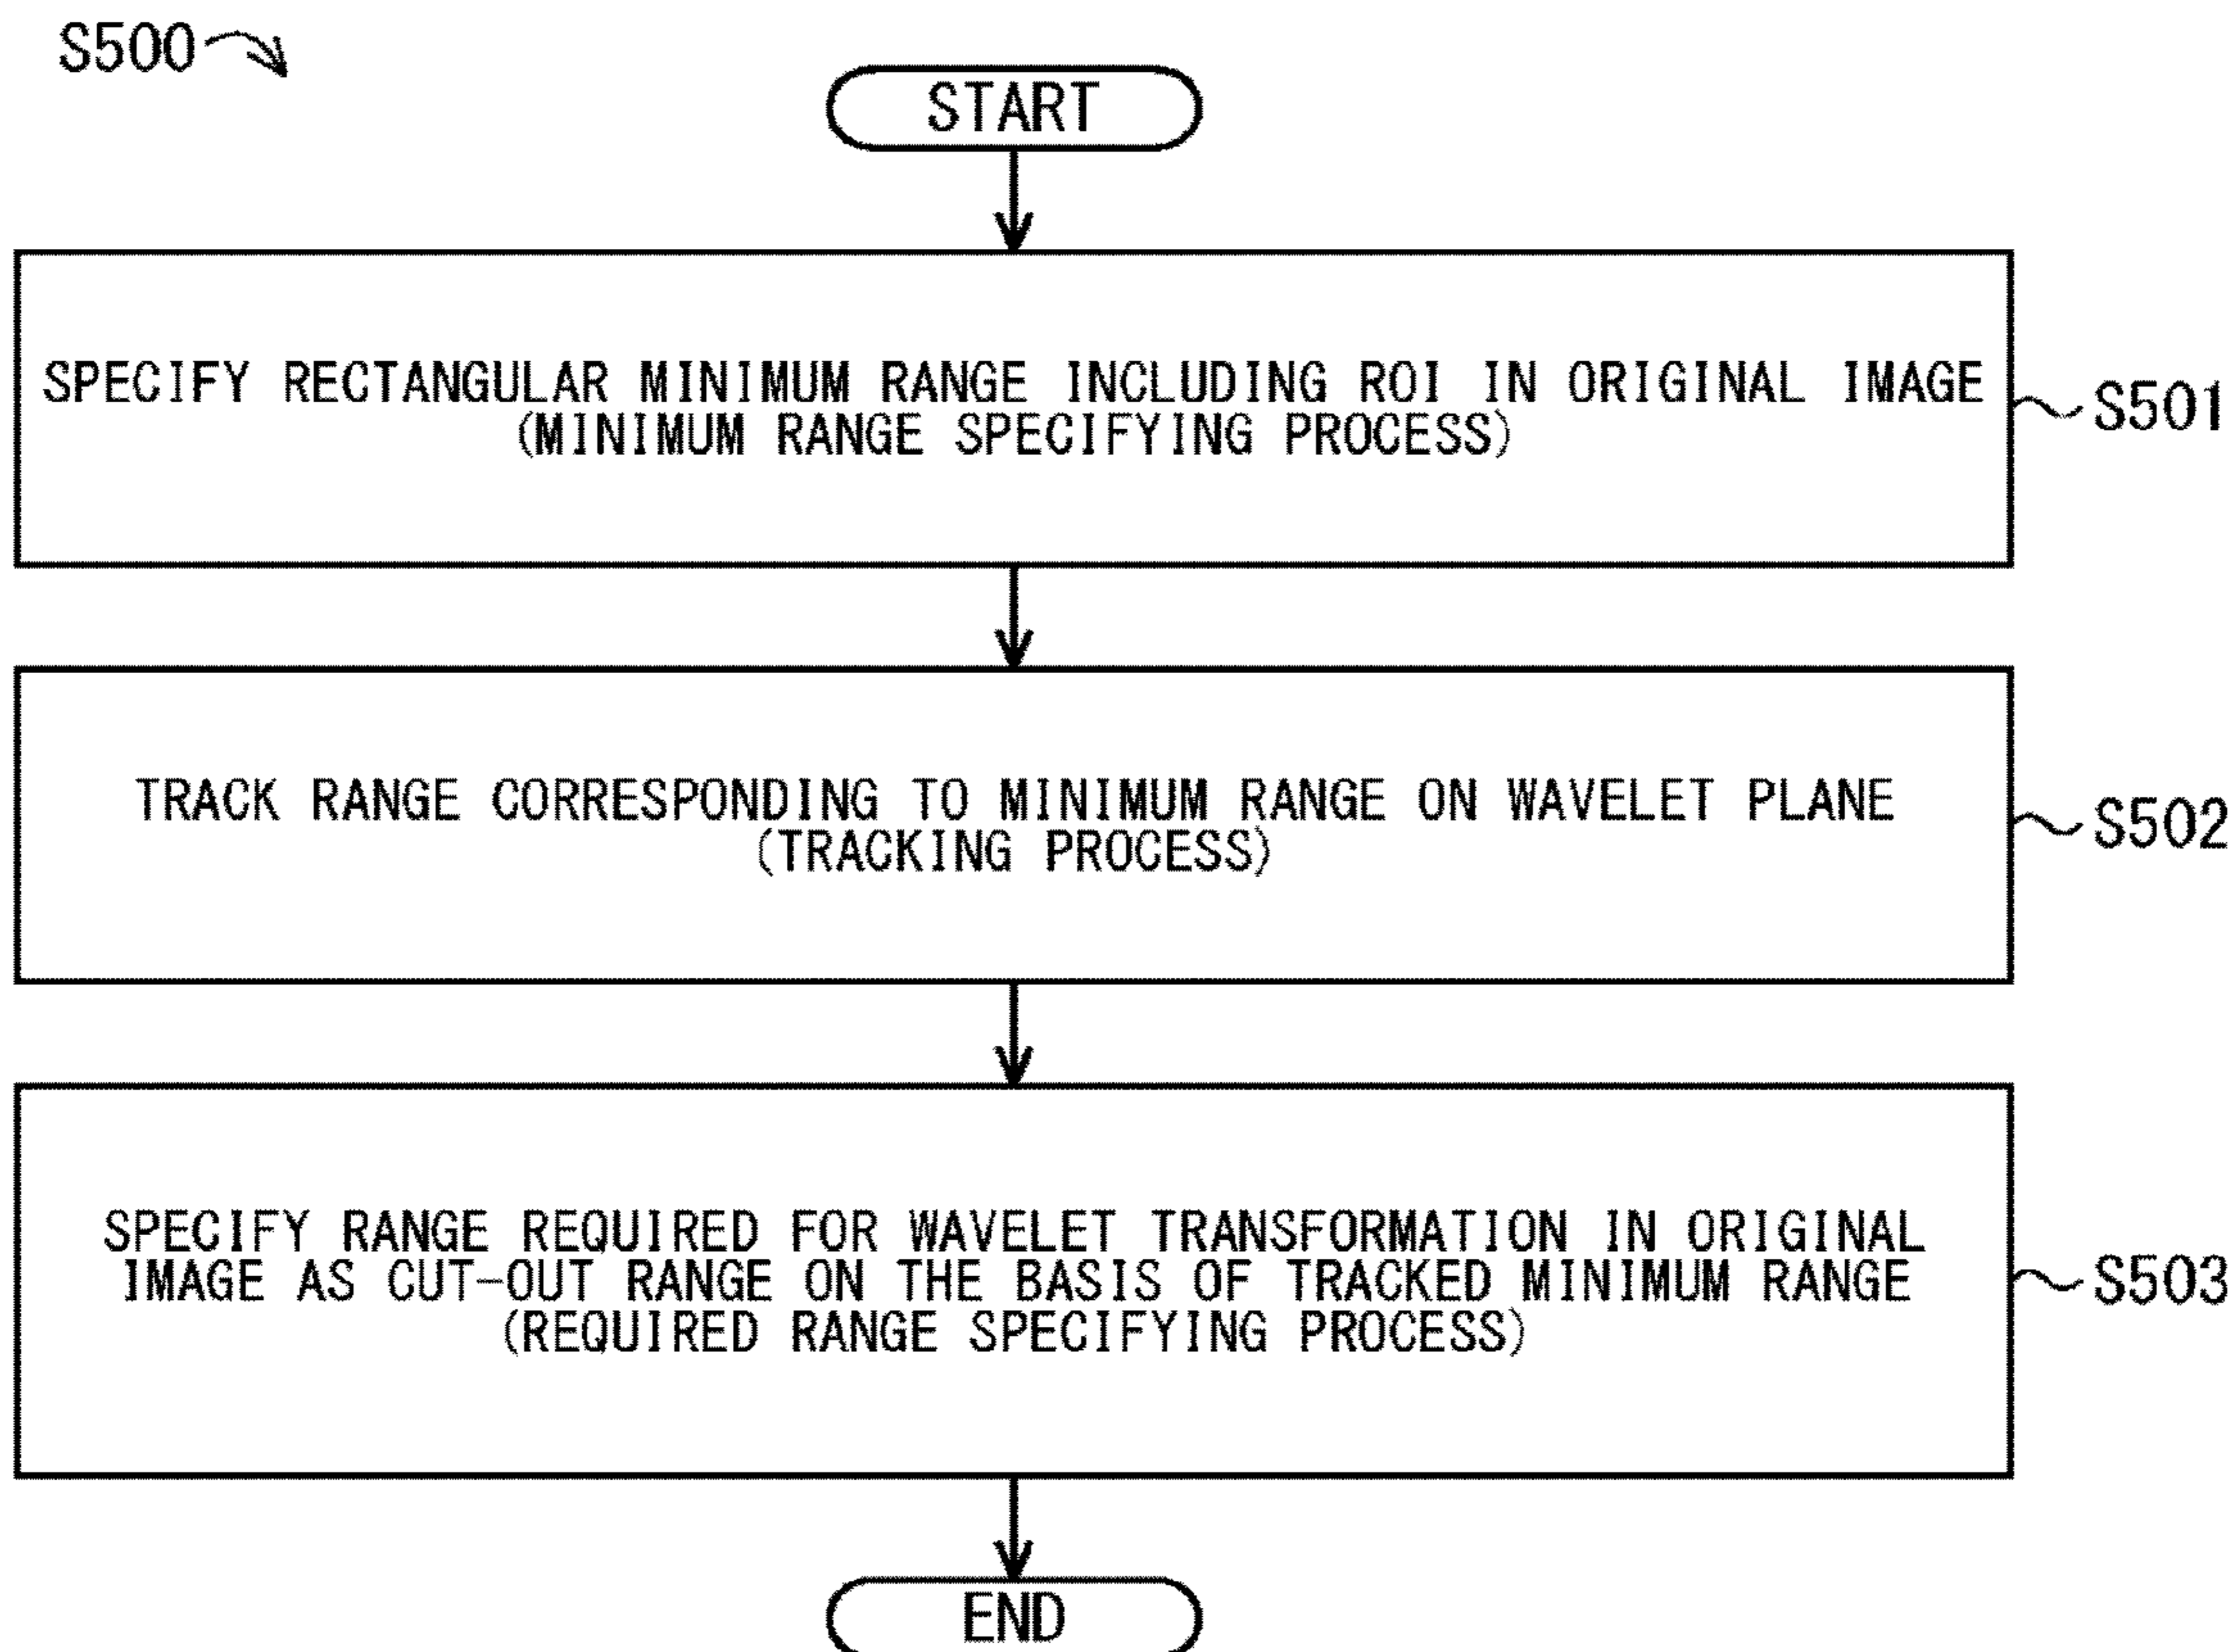 S500
START
SPECIFY RECTANGULAR MINIMUM RANGE INCLUDING ROI IN ORIGINAL IMAGE
(MINIMUM RANGE SPECIFYING PROCESS)
S501
TRACK RANGE CORRESPONDING TO MINIMUM RANGE ON WAVELET PLANE
(TRACKING PROCESS)
S502
SPECIFY RANGE REQUIRED FOR WAVELET TRANSFORMATION IN ORIGINAL
IMAGE AS CUT-OUT RANGE ON THE BASIS OF TRACKED MINIMUM RANGE
(REQUIRED RANGE SPECIFYING PROCESS)
S503
END